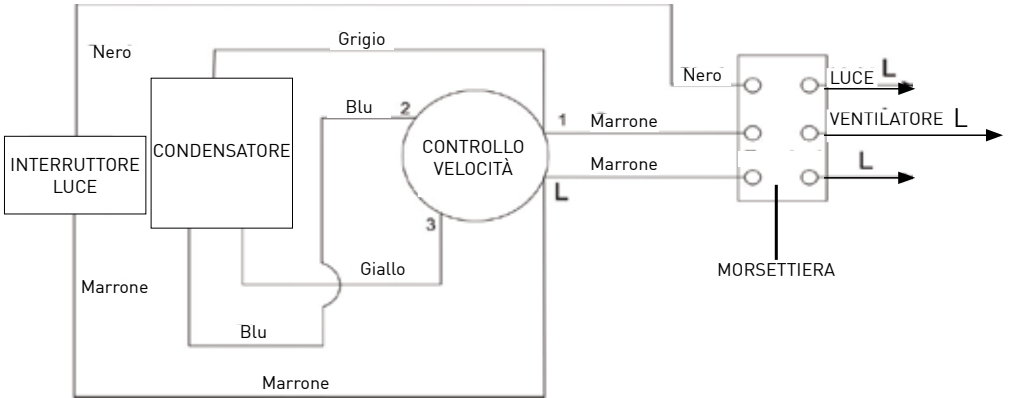 Nero
Grigio
Nero
LUCE L
Blu
2
1
Marrone
VENTILATORE L
INTERRUTTORE
LUCE
CONDENSATORE
CONTROLLO
VELOCITÀ
Marrone
L
L
3
MORSETTIERA
Giallo
Marrone
Blu
Marrone